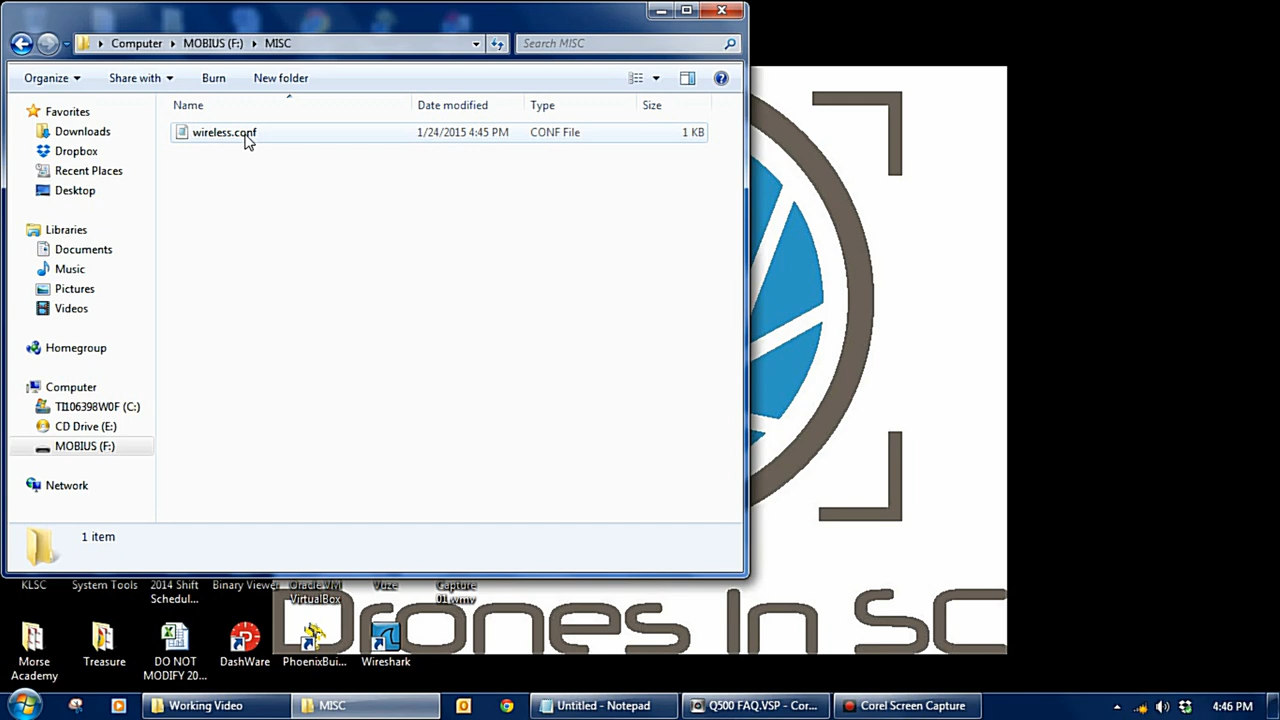 Computer MOBIUS (F:) MISC Search MISC
Organize Share with Burn New folder
Name Date modified Type Size
wireless.conf 1/24/2015 4:45 PM CONF File 1 KB
Favorites
Downloads
Dropbox
Recent Places
Desktop
Libraries
Documents
Music
Pictures
Videos
Homegroup
Computer
TI106398W0F (C:)
CD Drive (E:)
MOBIUS (F:)
Network
1 item
KLSC System Tools 2014 Shift Schedul... Binary Viewer Oracle VM VirtualBox Vuze Capture 01.wmv
Drones In SC
Morse Academy Treasure DO NOT MODIFY 20... DashWare PhoenixBui... Wireshark
Working Video MISC Untitled - Notepad Q500 FAQ.VSP - Cor... Corel Screen Capture 4:46 PM